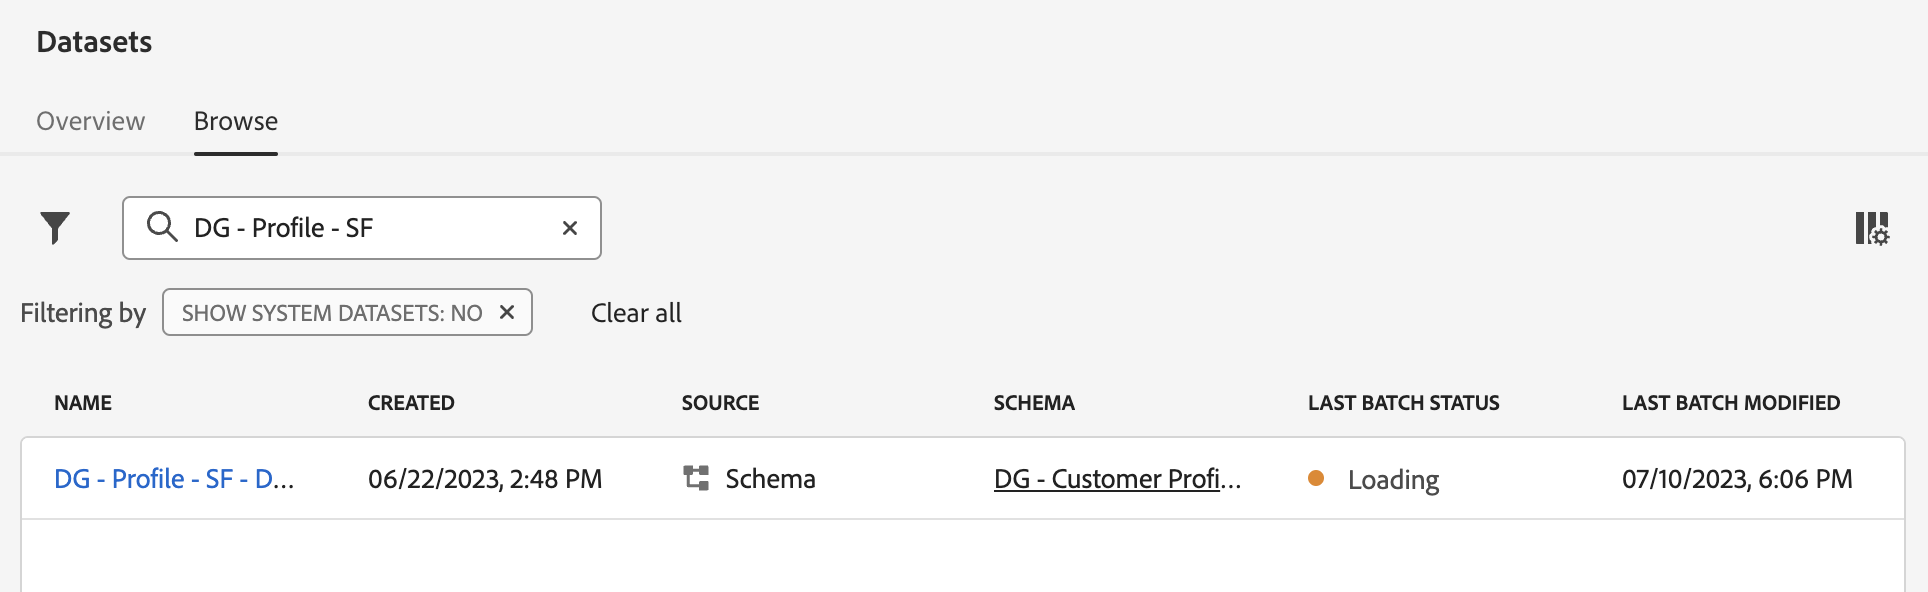 Datasets
Overview Browse
DG - Profile - SF
Filtering by SHOW SYSTEM DATASETS: NO Clear all
NAME CREATED SOURCE SCHEMA LAST BATCH STATUS LAST BATCH MODIFIED
DG - Profile - SF - D... 06/22/2023, 2:48 PM Schema DG - Customer Profi... Loading 07/10/2023, 6:06 PM